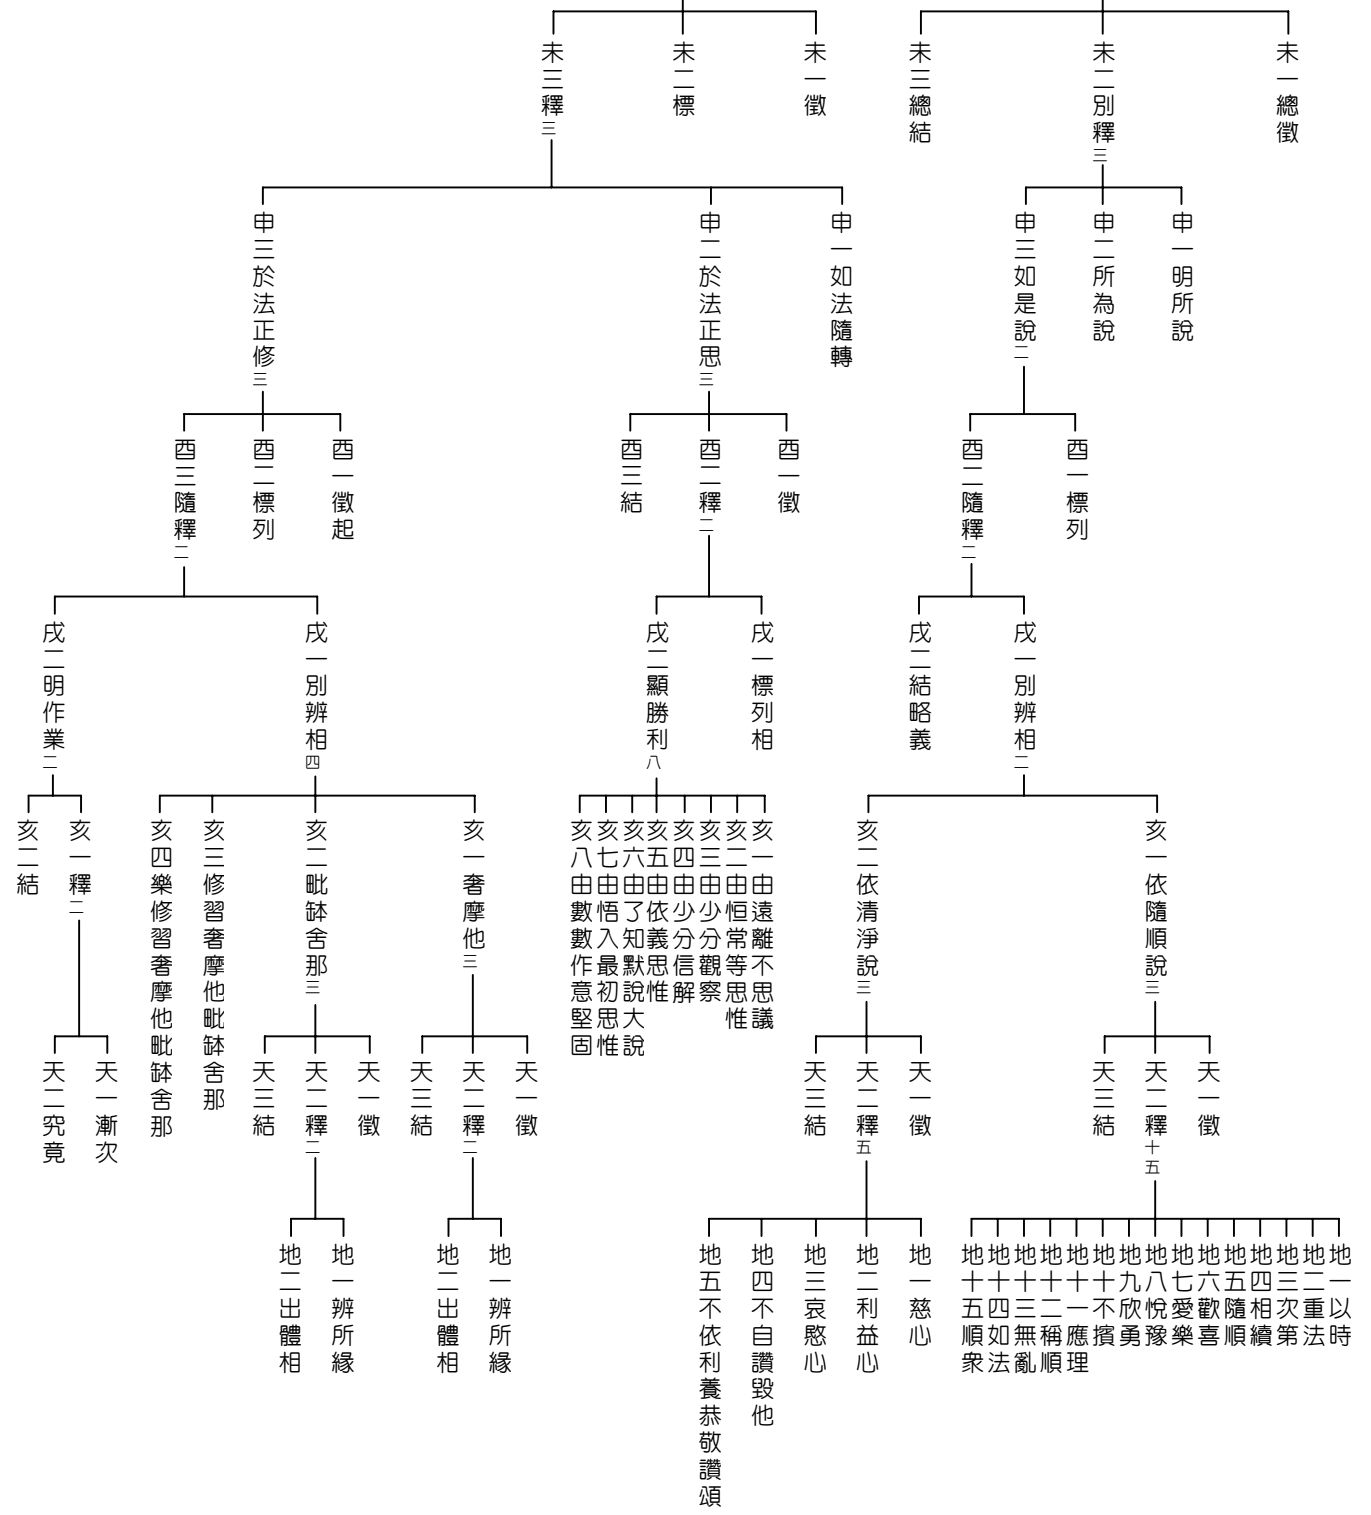 未一總徵
未二別釋三
未三總結
未一徵
未二標
未三釋三
申一明所說
申二所為說
申三如是說二
申一如法隨轉
申二於法正思三
申三於法正修三
酉一標列
酉二隨釋二
酉一徵
酉二釋二
酉三結
酉一徵起
酉二標列
酉三隨釋二
戌一別辨相二
戌二結略義
戌一標列相
戌二顯勝利八
戌一別辨相四
戌二明作業二
亥一依隨順說三
亥二依清淨說三
亥一由遠離不思議
亥二由恒常等思惟
亥三由少分觀察
亥四由少分信解
亥五由依義思惟
亥六由了知默說大說
亥七由悟入最初思惟
亥八由數數作意堅固
亥一奢摩他三
亥二毗缽舍那三
亥三修習奢摩他毗缽舍那
亥四樂修習奢摩他毗缽舍那
亥一釋二
亥二結
天一徵
天二釋十五
天三結
天一徵
天二釋五
天三結
天一徵
天二釋二
天三結
天一徵
天二釋二
天三結
天一漸次
天二究竟
地一以時
地二重法
地三次第
地四相續
地五隨順
地六歡喜
地七愛樂
地八悅豫
地九欣勇
地十不擯
地十一應理
地十二稱順
地十三無亂
地十四如法
地十五順衆
地一慈心
地二利益心
地三哀愍心
地四不自讚毀他
地五不依利養恭敬讚頌
地一辨所緣
地二出體相
地一辨所緣
地二出體相